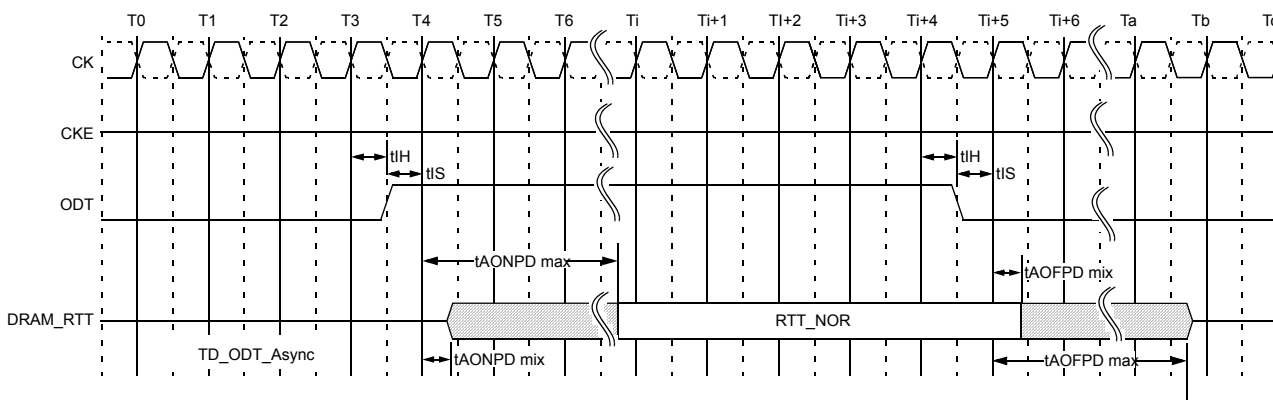 T0 T1 T2 T3 T4 T5 T6 Ti Ti+1 TI+2 Ti+3 Ti+4 Ti+5 Ti+6 Ta Tb
CK
CKE
tIH tIH
tIS tIS
ODT
tAONPD max tAOFPD mix
DRAM_RTT RTT_NOR
TD_ODT_Async tAONPD mix tAOFPD max